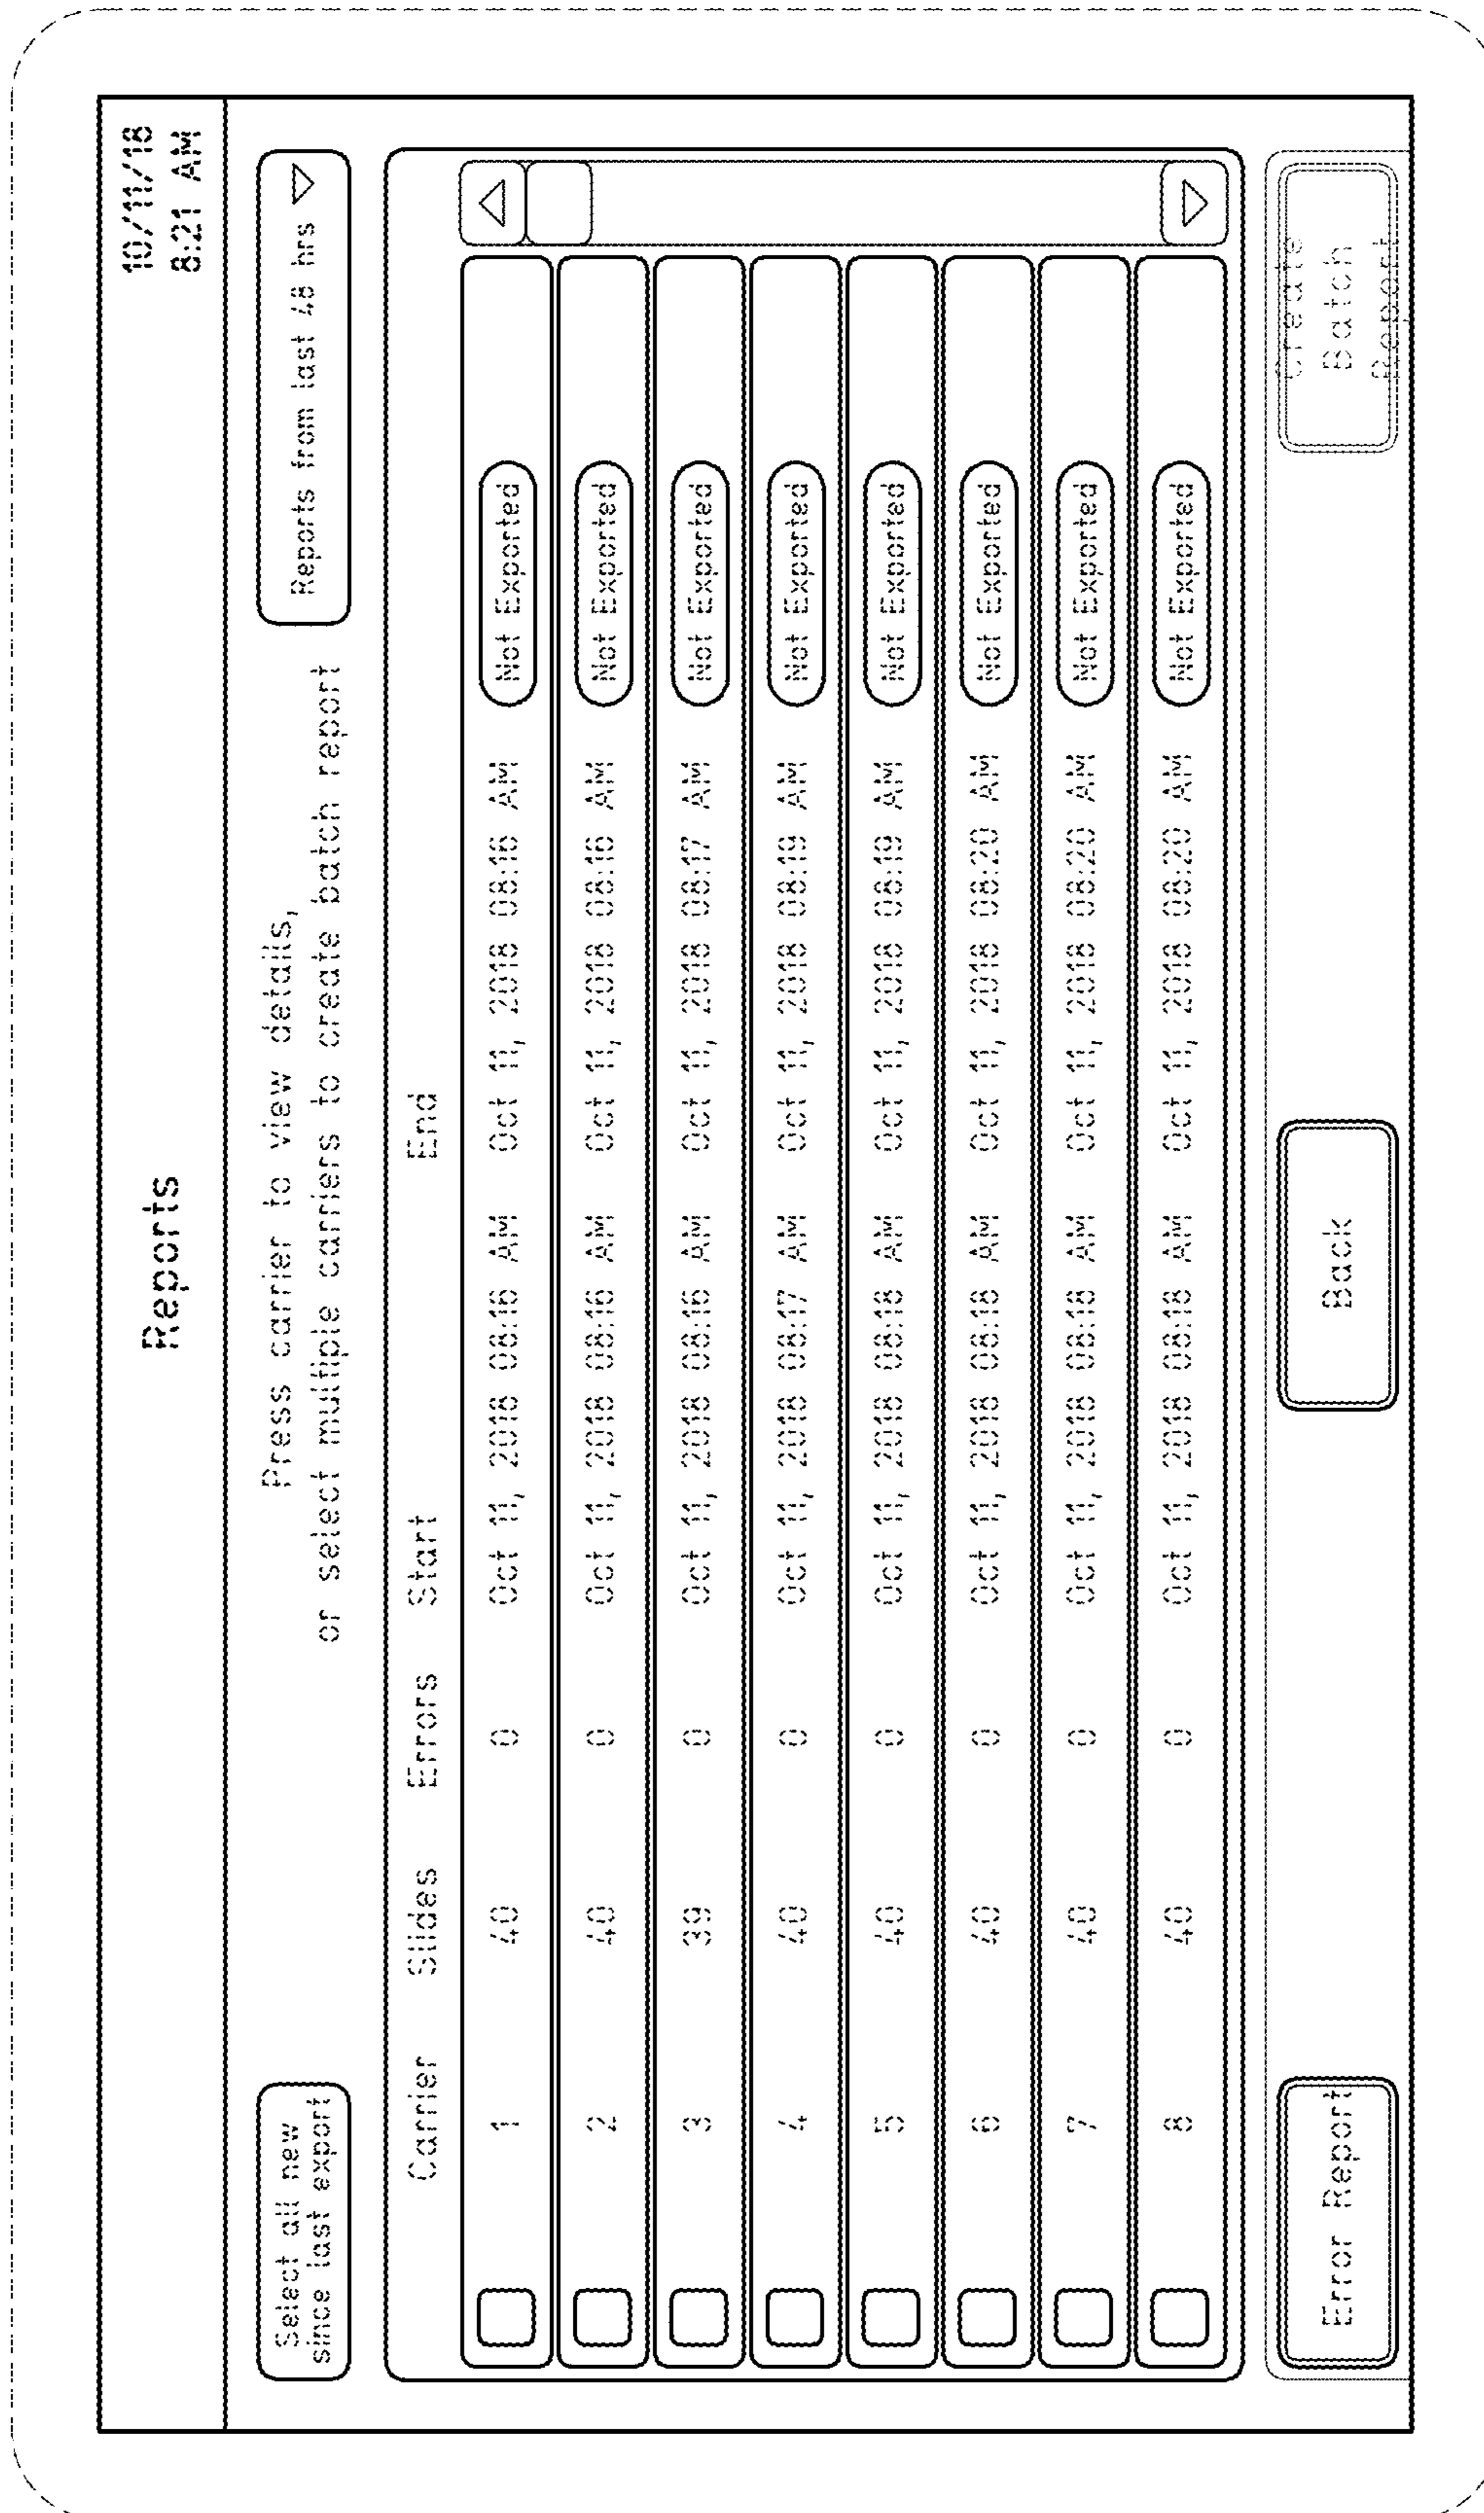 Reports
10/11/18
8:21 AM
Select all new
since last export
Press carrier to view details,
or select multiple carriers to create batch report
Reports from last 48 hrs
Carrier Slides Errors Start End
1 40 0 Oct 11, 2018 08:16 AM Oct 11, 2018 08:16 AM Not Exported
2 40 0 Oct 11, 2018 08:16 AM Oct 11, 2018 08:16 AM Not Exported
3 39 0 Oct 11, 2018 08:16 AM Oct 11, 2018 08:17 AM Not Exported
4 40 0 Oct 11, 2018 08:17 AM Oct 11, 2018 08:19 AM Not Exported
5 40 0 Oct 11, 2018 08:18 AM Oct 11, 2018 08:19 AM Not Exported
6 40 0 Oct 11, 2018 08:18 AM Oct 11, 2018 08:20 AM Not Exported
7 40 0 Oct 11, 2018 08:18 AM Oct 11, 2018 08:20 AM Not Exported
8 40 0 Oct 11, 2018 08:18 AM Oct 11, 2018 08:20 AM Not Exported
Error Report
Back
Create
Batch
Report